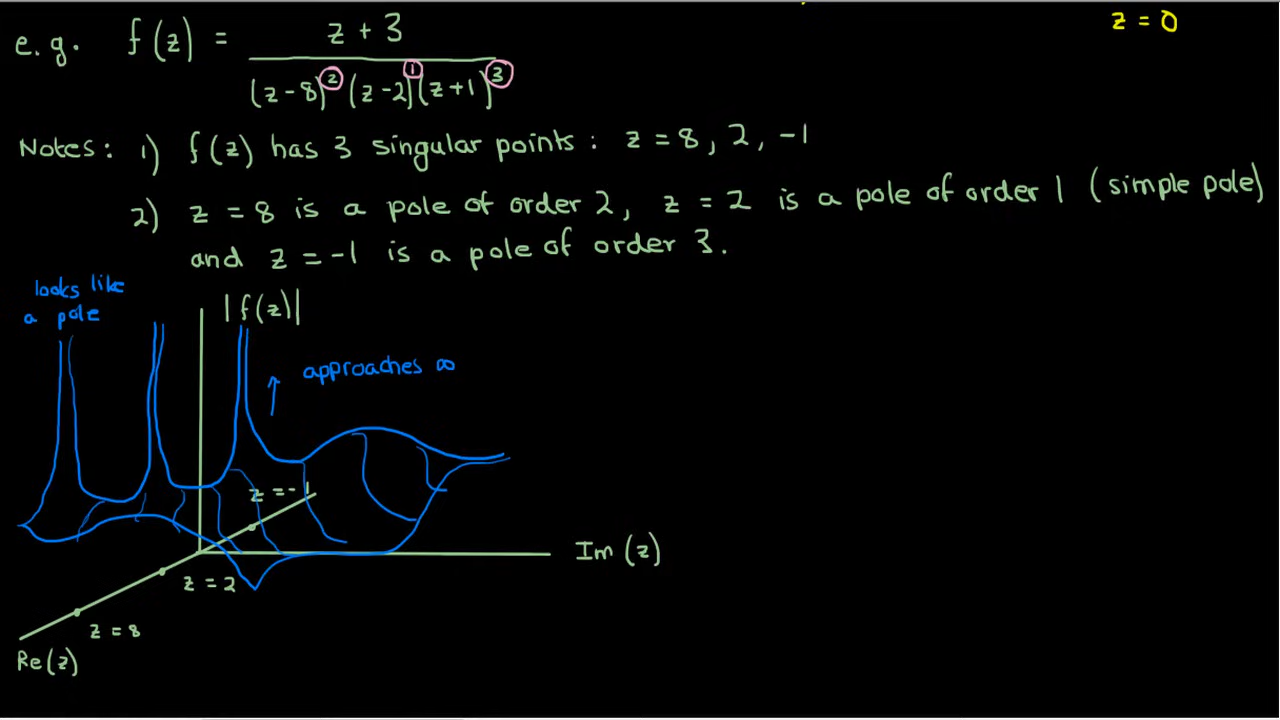 z = 0
e.g. f(z) = z + 3
(z-8)² (z-2)¹ (z+1)³
Notes: 1) f(z) has 3 singular points: z = 8, 2, -1
2) z = 8 is a pole of order 2, z = 2 is a pole of order 1 (simple pole)
and z = -1 is a pole of order 3.
looks like
a pole
|f(z)|
approaches ∞
z = -1
Im(z)
z = 2
z = 8
Re(z)